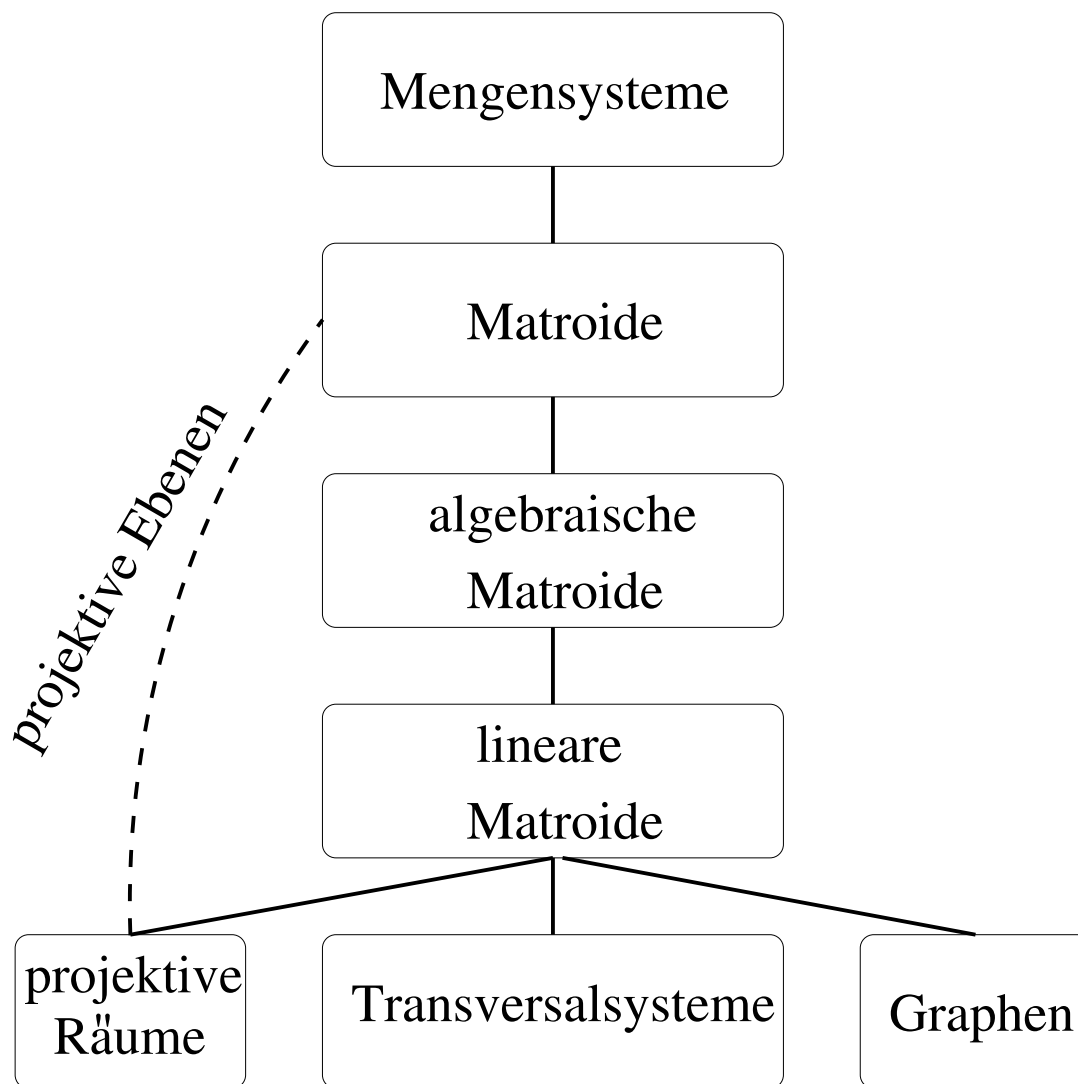 Mengensysteme
Matroide
projektive Ebenen
algebraische
Matroide
lineare
Matroide
projektive
Räume
Transversalsysteme
Graphen